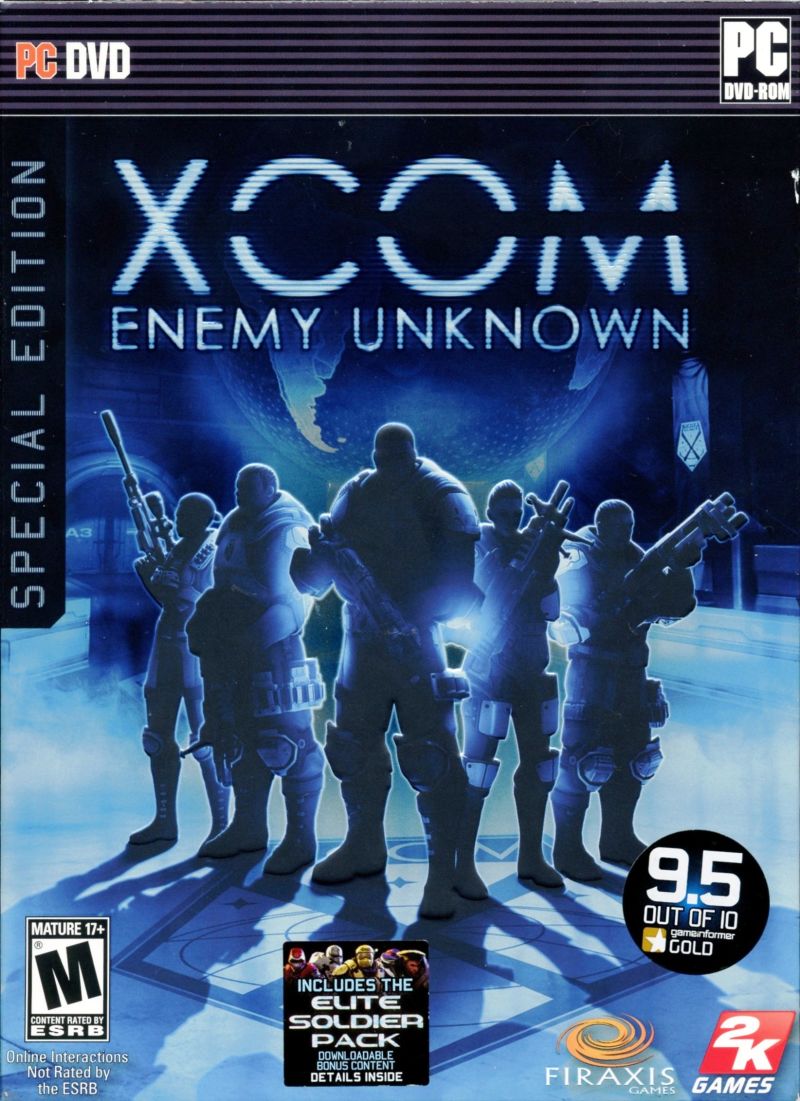 PC DVD
PC
DVD-ROM
SPECIAL EDITION
XCOM
ENEMY UNKNOWN
A3
XCOM
9.5
OUT OF 10
gameinformer
GOLD
MATURE 17+
M
®
CONTENT RATED BY
ESRB
Online Interactions
Not Rated by
the ESRB
INCLUDES THE
ELITE
SOLDIER
PACK
DOWNLOADABLE
BONUS CONTENT
DETAILS INSIDE
FIRAXIS
GAMES
2K
GAMES